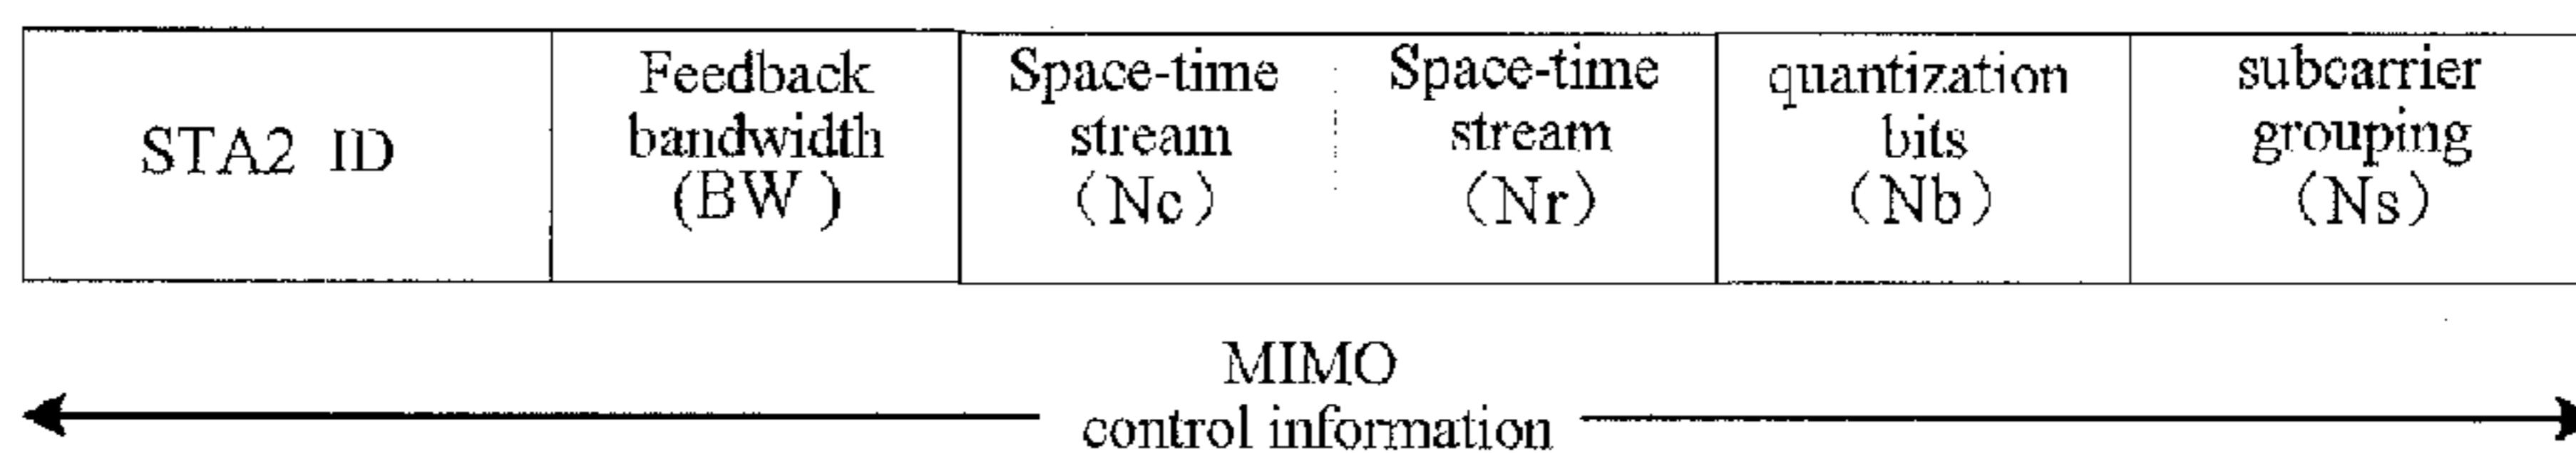 STA2 ID
Feedback
bandwidth
(BW )
Space-time
stream
（Nc）
Space-time
stream
（Nr）
quantization
bits
（Nb）
subcarrier
grouping
（Ns）
MIMO
control information